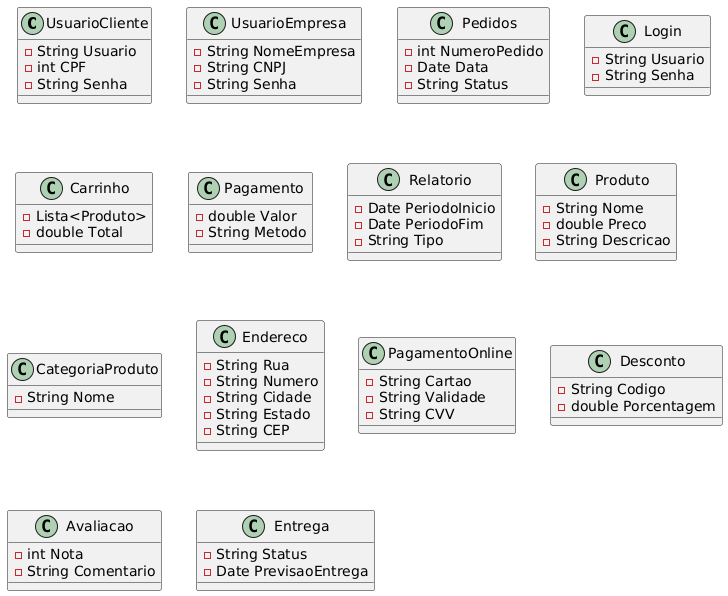 C UsuarioCliente
String Usuario
int CPF
String Senha
C UsuarioEmpresa
String NomeEmpresa
String CNPJ
String Senha
C Pedidos
int NumeroPedido
Date Data
String Status
C Login
String Usuario
String Senha
C Carrinho
Lista<Produto>
double Total
C Pagamento
double Valor
String Metodo
C Relatorio
Date PeriodoInicio
Date PeriodoFim
String Tipo
C Produto
String Nome
double Preco
String Descricao
C CategoriaProduto
String Nome
C Endereco
String Rua
String Numero
String Cidade
String Estado
String CEP
C PagamentoOnline
String Cartao
String Validade
String CVV
C Desconto
String Codigo
double Porcentagem
C Avaliacao
int Nota
String Comentario
C Entrega
String Status
Date PrevisaoEntrega